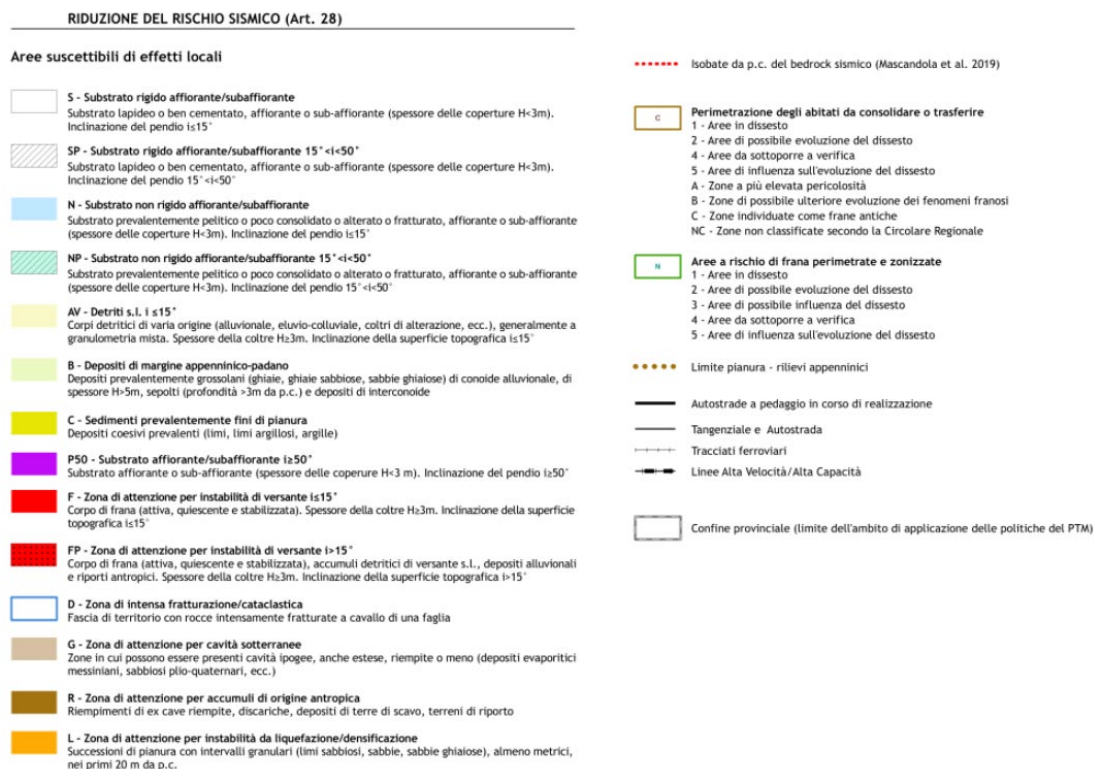 RIDUZIONE DEL RISCHIO SISMICO (Art. 28)
Aree suscettibili di effetti locali
S - Substrato rigido affiorante/subaffiorante
Substrato lapideo o ben cementato, affiorante o sub-affiorante (spessore delle coperture H<3m).
Inclinazione del pendio i≤15°
SP - Substrato rigido affiorante/subaffiorante 15°<i<50°
Substrato lapideo o ben cementato, affiorante o sub-affiorante (spessore delle coperture H<3m).
Inclinazione del pendio 15°<i<50°
N - Substrato non rigido affiorante/subaffiorante
Substrato prevalentemente pelitico o poco consolidato o alterato o fratturato, affiorante o sub-affiorante
(spessore delle coperture H<3m). Inclinazione del pendio i≤15°
NP - Substrato non rigido affiorante/subaffiorante 15°<i<50°
Substrato prevalentemente pelitico o poco consolidato o alterato o fratturato, affiorante o sub-affiorante
(spessore delle coperture H<3m). Inclinazione del pendio 15°<i<50°
AV - Detriti s.l. i ≤15°
Corpi detritici di varia origine (alluvionale, eluvio-colluviale, coltri di alterazione, ecc.), generalmente a
granulometria mista. Spessore della coltre H≥3m. Inclinazione della superficie topografica i≤15°
B - Depositi di margine appenninico-padano
Depositi prevalentemente grossolani (ghiaie, ghiaie sabbiose, sabbie ghiaiose) di conoide alluvionale, di
spessore H>5m, sepolti (profondità >3m da p.c.) e depositi di interconoide
C - Sedimenti prevalentemente fini di pianura
Depositi coesivi prevalenti (limi, limi argillosi, argille)
P50 - Substrato affiorante/subaffiorante i≥50°
Substrato affiorante o sub-affiorante (spessore delle coperure H<3 m). Inclinazione del pendio i≥50°
F - Zona di attenzione per instabilità di versante i≤15°
Corpo di frana (attiva, quiescente e stabilizzata). Spessore della coltre H≥3m. Inclinazione della superficie
topografica i≤15°
FP - Zona di attenzione per instabilità di versante i>15°
Corpo di frana (attiva, quiescente e stabilizzata), accumuli detritici di versante s.l., depositi alluvionali
e riporti antropici. Spessore della coltre H≥3m. Inclinazione della superficie topografica i>15°
D - Zona di intensa fratturazione/cataclastica
Fascia di territorio con rocce intensamente fratturate a cavallo di una faglia
G - Zona di attenzione per cavità sotterranee
Zone in cui possono essere presenti cavità ipogee, anche estese, riempite o meno (depositi evaporitici
messiniani, sabbiosi plio-quaternari, ecc.)
R - Zona di attenzione per accumuli di origine antropica
Riempimenti di ex cave riempite, discariche, depositi di terre di scavo, terreni di riporto
L - Zona di attenzione per instabilità da liquefazione/densificazione
Successioni di pianura con intervalli granulari (limi sabbiosi, sabbie, sabbie ghiaiose), almeno metrici,
nei primi 20 m da p.c.
Isobate da p.c. del bedrock sismico (Mascandola et al. 2019)
C
Perimetrazione degli abitati da consolidare o trasferire
1 - Aree in dissesto
2 - Aree di possibile evoluzione del dissesto
4 - Aree da sottoporre a verifica
5 - Aree di influenza sull'evoluzione del dissesto
A - Zone a più elevata pericolosità
B - Zone di possibile ulteriore evoluzione dei fenomeni franosi
C - Zone individuate come frane antiche
NC - Zone non classificate secondo la Circolare Regionale
N
Aree a rischio di frana perimetrate e zonizzate
1 - Aree in dissesto
2 - Aree di possibile evoluzione del dissesto
3 - Aree di possibile influenza del dissesto
4 - Aree da sottoporre a verifica
5 - Aree di influenza sull'evoluzione del dissesto
Limite pianura - rilievi appenninici
Autostrade a pedaggio in corso di realizzazione
Tangenziale e Autostrada
Tracciati ferroviari
Linee Alta Velocità/Alta Capacità
Confine provinciale (limite dell'ambito di applicazione delle politiche del PTM)